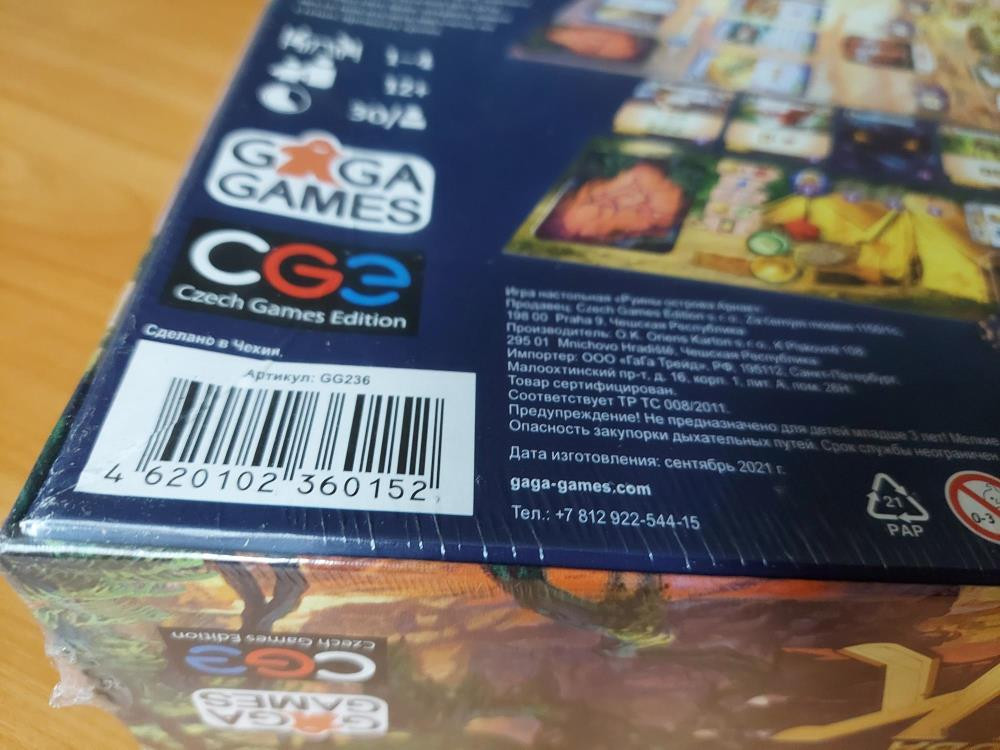 1–4
12+
30/
GAGA
GAMES
CGE
Czech Games Edition
Сделано в Чехии.
Артикул: GG236
4 620102 360152
Игра настольная «Руины острова Арнак»
Продавец: Czech Games Edition s. r. o.
198 00 Praha 9, Чешская Республика
Производитель: O.K. Oriens Karton s. r. o. K Piskovně 108
295 01 Mnichovo Hradiště, Чешская Республика.
Импортер: ООО «ГаГа Трейд», РФ, 195112, Санкт-Петербург,
Малоохтинский пр-т, д. 16, корп. 1, лит. А, пом. 26Н.
Товар сертифицирован.
Соответствует ТР ТС 008/2011.
Предупреждение! Не предназначено для детей младше 3 лет! Мелкие
Опасность закупорки дыхательных путей. Срок службы неограничен.
Дата изготовления: сентябрь 2021 г.
gaga-games.com
Тел.: +7 812 922-544-15
21
PAP
0-3
Czech Games Edition
CGE
GAGA
GAMES